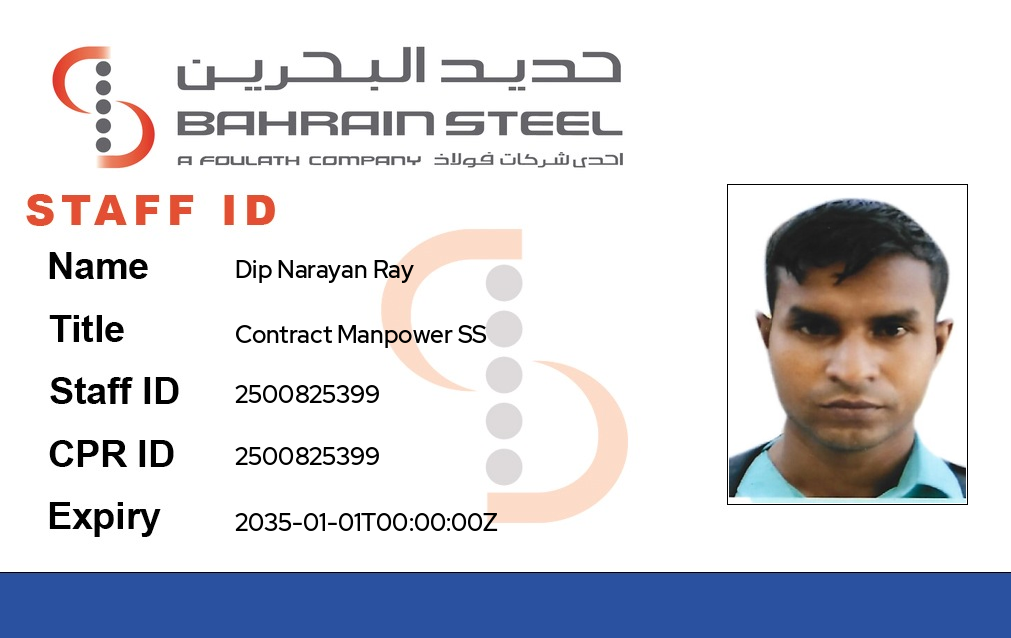 حديد البحرين
BAHRAIN STEEL
A FOULATH COMPANY احدى شركات فولاذ
STAFF ID
Name Dip Narayan Ray
Title Contract Manpower SS
Staff ID 2500825399
CPR ID 2500825399
Expiry 2035-01-01T00:00:00Z